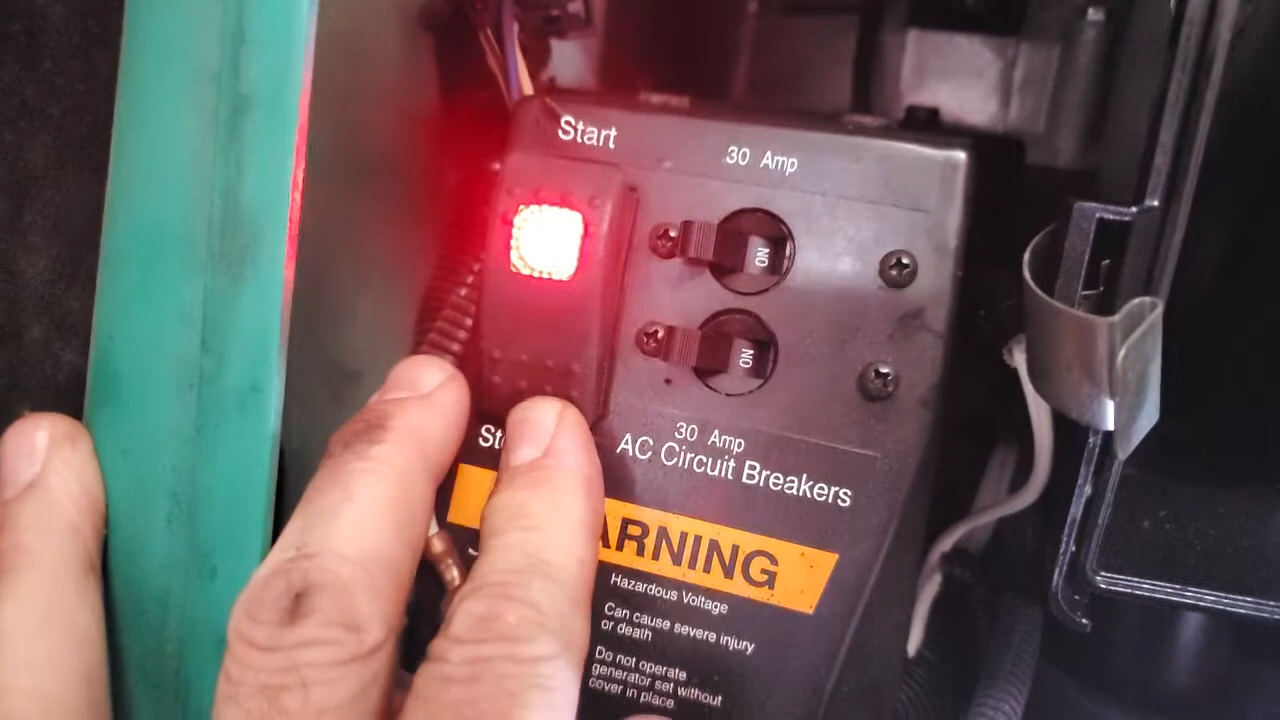 Start
30 Amp
ON
ON
30 Amp
AC Circuit Breakers
Hazardous Voltage
Can cause severe injury
or death
Do not operate
generator set without
cover in place.